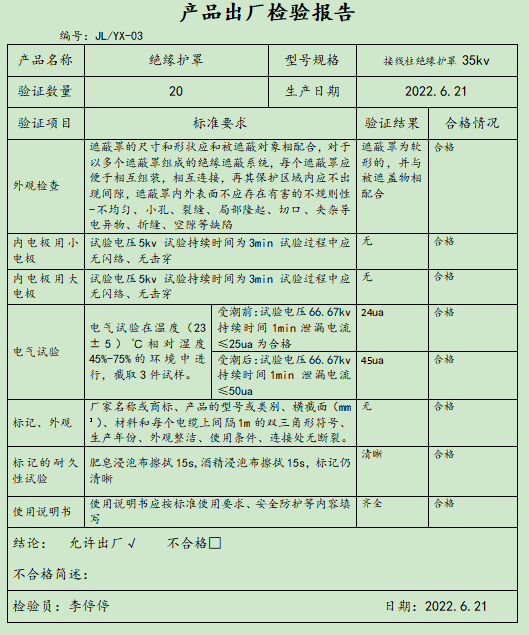 产品出厂检验报告
编号: JL/YX-03
产品名称 绝缘护罩 型号规格 接线柱绝缘护罩 35kv
验证数量 20 生产日期 2022.6.21
验证项目 标准要求 验证结果 合格情况
外观检查
遮蔽罩的尺寸和形状应和被遮蔽对象相配合,对于
以多个遮蔽罩组成的绝缘遮蔽系统,每个遮蔽罩应
便于相互组装,相互连接,再其保护区域内应不出
现间隙,遮蔽罩内外表面不应存在有害的不规则性
-不均匀、小孔、裂缝、局部隆起、切口、夹杂导
电异物、折缝、空隙等缺陷
遮蔽罩为软
形的,并与
被遮盖物相
配合
合格
内电极用小
电极
试验电压5kv 试验持续时间为3min 试验过程中应
无闪络、无击穿
无
合格
内电极用大
电极
试验电压5kv 试验持续时间为3min 试验过程中应
无闪络、无击穿
无
合格
电气试验
电气试验在温度(23
±5)℃相对湿度
45%-75%的环境中进
行,截取3件试样。
受潮前:试验电压66.67kv
持续时间1min泄漏电流
≤25ua为合格
24ua
合格
受潮后:试验电压66.67kv
持续时间1min 泄漏电流
≤50ua
45ua
合格
标记、外观
厂家名称或商标、产品的型号或类别、横截面(mm
²)、材料和每个电缆上间隔1m的双三角形符号、
生产年份、外观整洁、使用条件、连接处无断裂。
无
合格
标记的耐久
性试验
肥皂浸泡布擦拭15s,酒精浸泡布擦拭15s,标记仍
清晰
清晰
合格
使用说明书
使用说明书应按标准使用要求、安全防护等内容填
写
齐全
合格
结论: 允许出厂√ 不合格□
不合格简述:
检验员:李停停 日期:2022.6.21